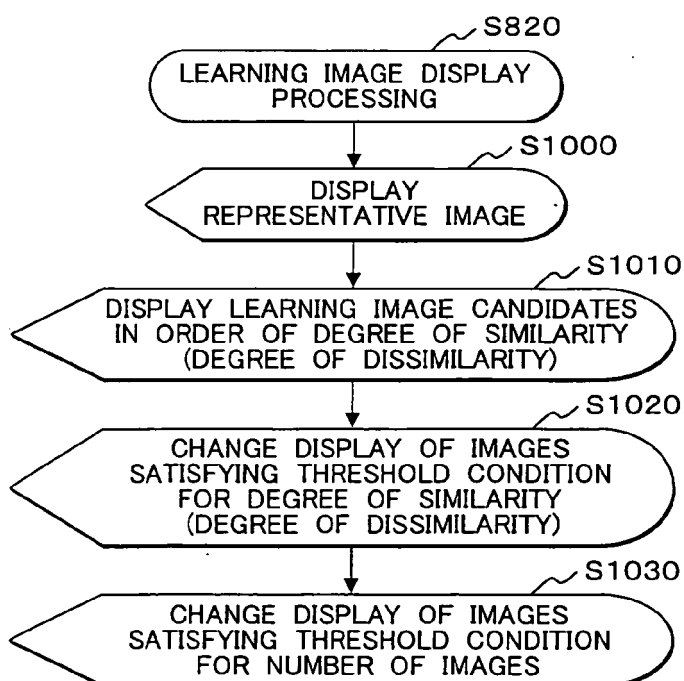 S820
LEARNING IMAGE DISPLAY
PROCESSING
S1000
DISPLAY
REPRESENTATIVE IMAGE
S1010
DISPLAY LEARNING IMAGE CANDIDATES
IN ORDER OF DEGREE OF SIMILARITY
(DEGREE OF DISSIMILARITY)
S1020
CHANGE DISPLAY OF IMAGES
SATISFYING THRESHOLD CONDITION
FOR DEGREE OF SIMILARITY
(DEGREE OF DISSIMILARITY)
S1030
CHANGE DISPLAY OF IMAGES
SATISFYING THRESHOLD CONDITION
FOR NUMBER OF IMAGES